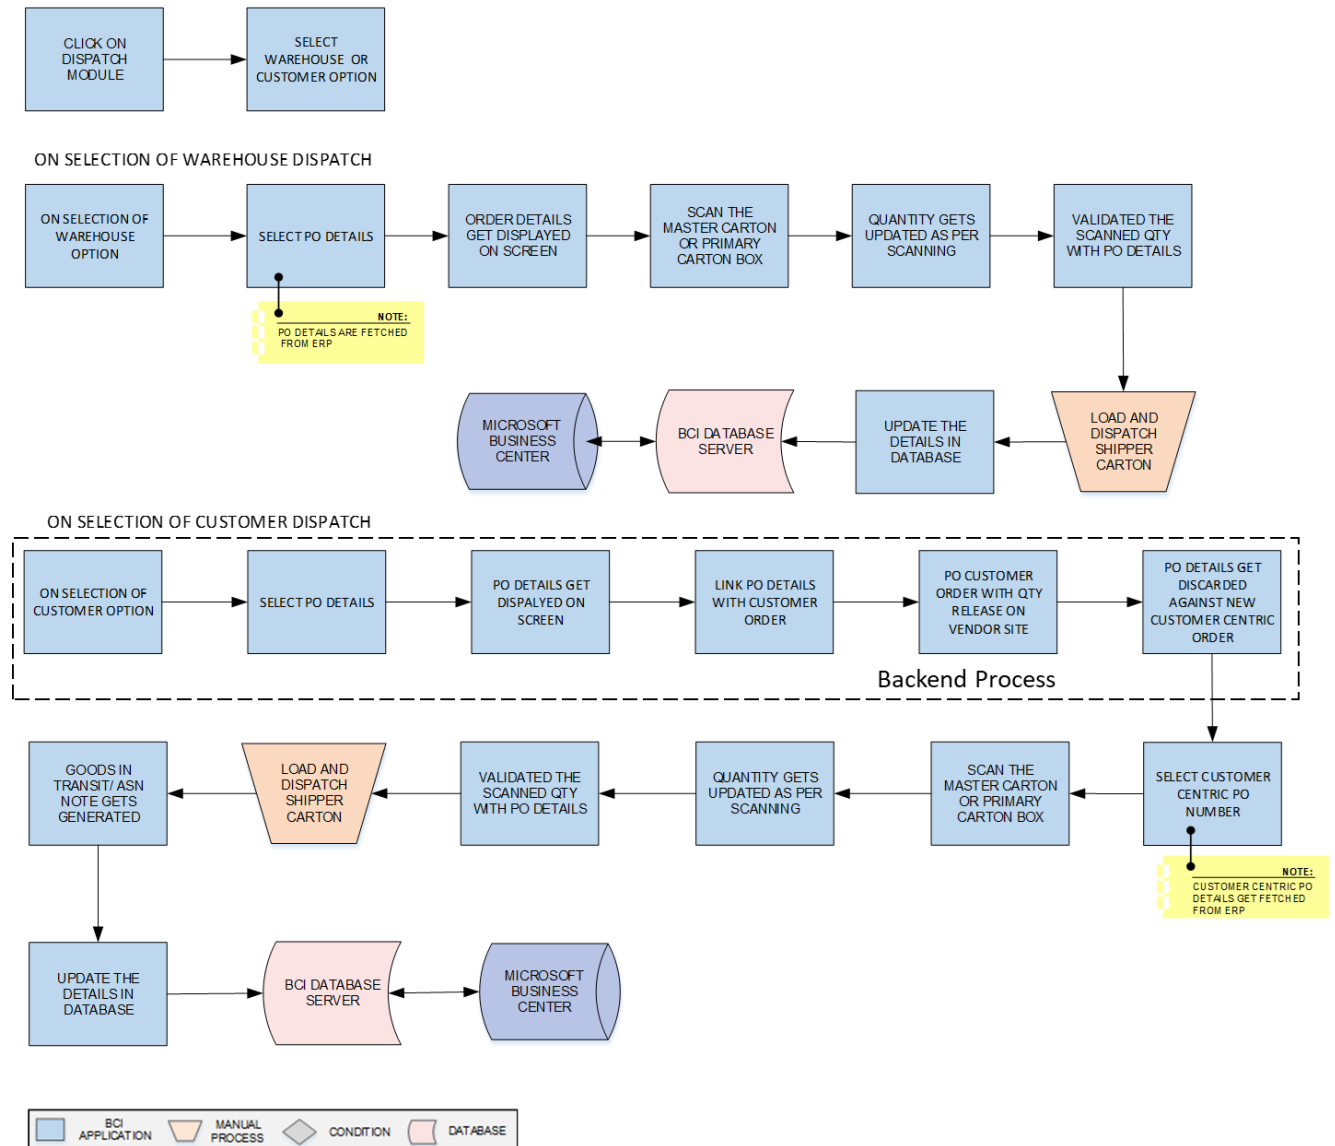 CLICK ON
DISPATCH
MODULE
SELECT
WAREHOUSE OR
CUSTOMER OPTION
ON SELECTION OF WAREHOUSE DISPATCH
ON SELECTION OF
WAREHOUSE
OPTION
SELECT PO DETAILS
ORDER DETAILS
GET DISPLAYED
ON SCREEN
SCAN THE
MASTER CARTON
OR PRIMARY
CARTON BOX
QUANTITY GETS
UPDATED AS PER
SCANNING
VALIDATED THE
SCANNED QTY
WITH PO DETAILS
NOTE:
PO DETAILS ARE FETCHED
FROM ERP
MICROSOFT
BUSINESS
CENTER
BCI DATABASE
SERVER
UPDATE THE
DETAILS IN
DATABASE
LOAD AND
DISPATCH
SHIPPER
CARTON
ON SELECTION OF CUSTOMER DISPATCH
ON SELECTION OF
CUSTOMER OPTION
SELECT PO DETAILS
PO DETAILS GET
DISPALYED ON
SCREEN
LINK PO DETAILS
WITH CUSTOMER
ORDER
PO CUSTOMER
ORDER WITH QTY
RELEASE ON
VENDOR SITE
PO DETAILS GET
DISCARDED
AGAINST NEW
CUSTOMER CENTRIC
ORDER
Backend Process
GOODS IN
TRANSIT/ ASN
NOTE GETS
GENERATED
LOAD AND
DISPATCH
SHIPPER
CARTON
VALIDATED THE
SCANNED QTY
WITH PO DETAILS
QUANTITY GETS
UPDATED AS PER
SCANNING
SCAN THE
MASTER CARTON
OR PRIMARY
CARTON BOX
SELECT CUSTOMER
CENTRIC PO
NUMBER
NOTE:
CUSTOMER CENTRIC PO
DETAILS GET FETCHED
FROM ERP
UPDATE THE
DETAILS IN
DATABASE
BCI DATABASE
SERVER
MICROSOFT
BUSINESS
CENTER
BCI
APPLICATION
MANUAL
PROCESS
CONDITION
DATABASE